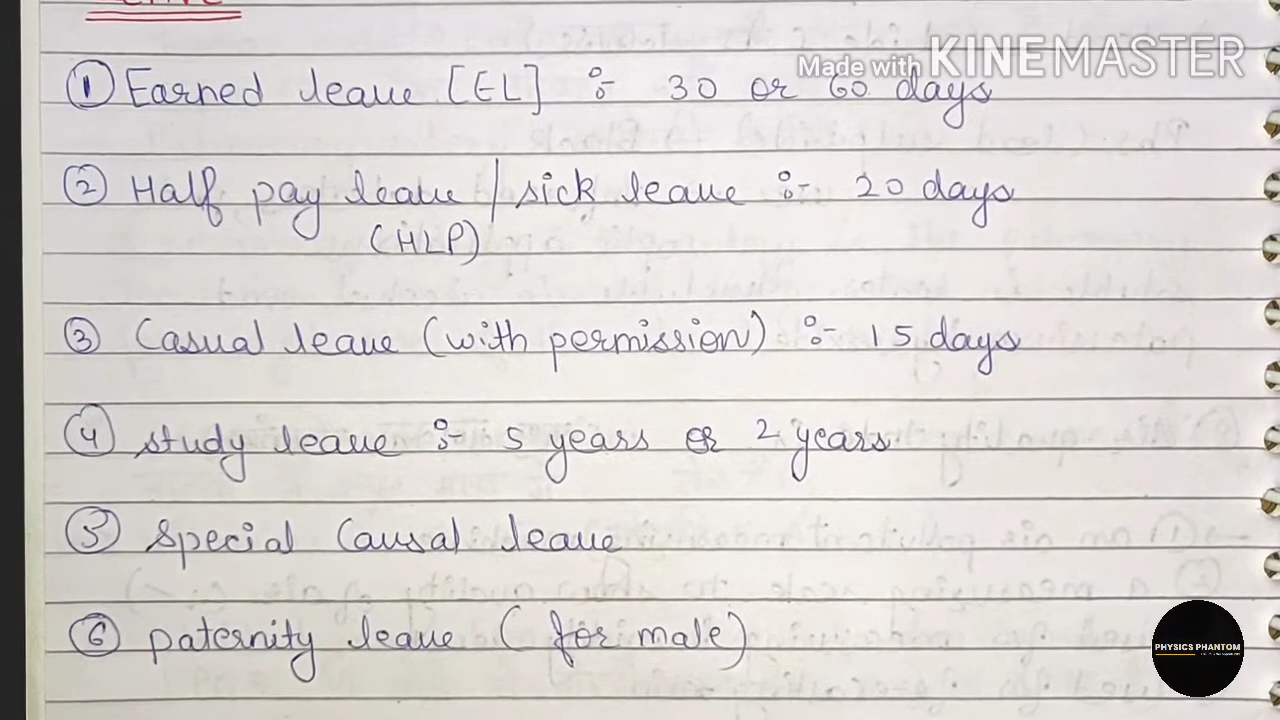 Made with KINEMASTER
① Earned leave [EL] :- 30 or 60 days
② Half pay leave / sick leave :- 20 days
(HLP)
③ Casual leave (with permission) :- 15 days
④ study leave :- 5 years or 2 years
⑤ special Causal leave
⑥ paternity leave ( for male)
PHYSICS PHANTOM